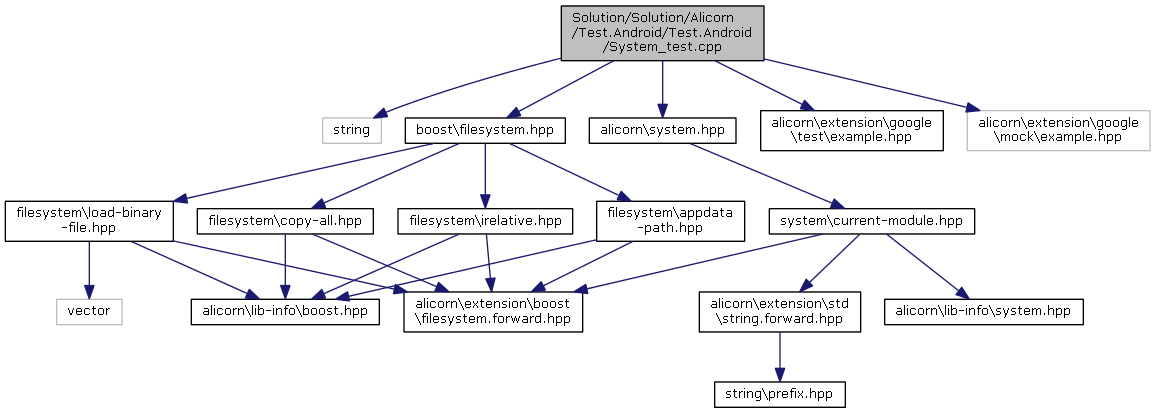 Solution/Solution/Alicorn
/Test.Android/Test.Android
/System_test.cpp
string
boost\filesystem.hpp
alicorn\system.hpp
alicorn\extension\google
\test\example.hpp
alicorn\extension\google
\mock\example.hpp
filesystem\load-binary
-file.hpp
filesystem\copy-all.hpp
filesystem\irelative.hpp
filesystem\appdata
-path.hpp
system\current-module.hpp
vector
alicorn\lib-info\boost.hpp
alicorn\extension\boost
\filesystem.forward.hpp
alicorn\extension\std
\string.forward.hpp
alicorn\lib-info\system.hpp
string\prefix.hpp